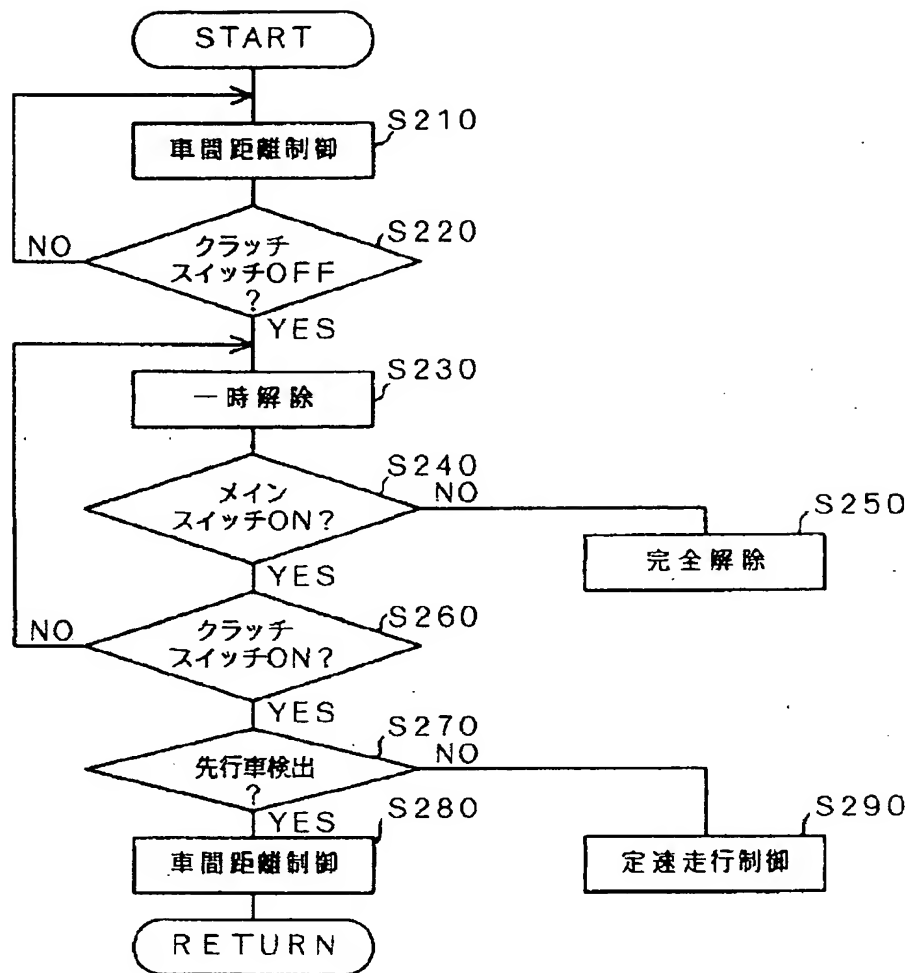 START
S210
車間距離制御
S220
NO
クラッチ
スイッチOFF
?
YES
S230
一時解除
S240
NO
メイン
スイッチON?
S250
完全解除
YES
S260
NO
クラッチ
スイッチON?
YES
S270
NO
先行車検出
?
YES
S280
S290
車間距離制御
定速走行制御
RETURN